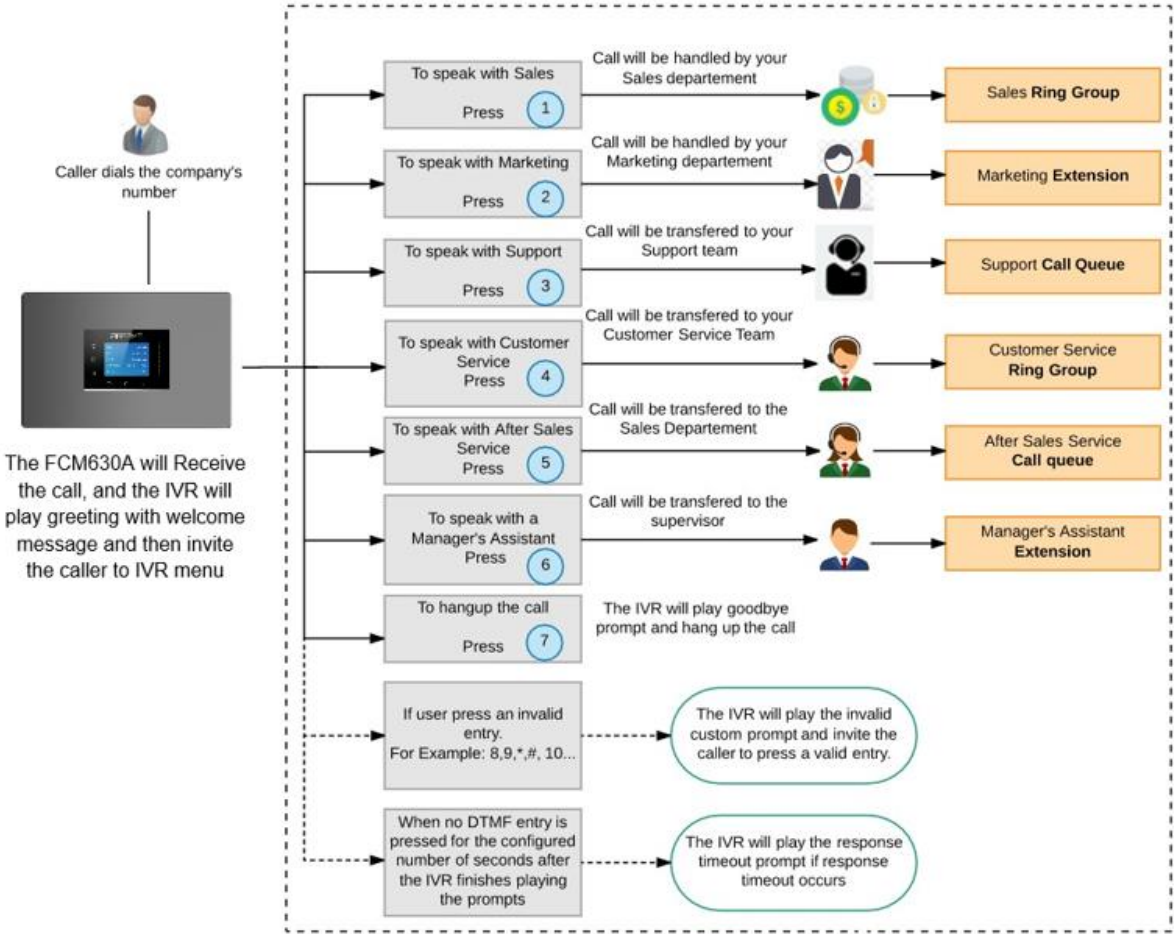 Caller dials the company's
number
The FCM630A will Receive
the call, and the IVR will
play greeting with welcome
message and then invite
the caller to IVR menu
To speak with Sales
Press 1
Call will be handled by your
Sales departement
Sales Ring Group
To speak with Marketing
Press 2
Call will be handled by your
Marketing departement
Marketing Extension
To speak with Support
Press 3
Call will be transfered to your
Support team
Support Call Queue
To speak with Customer
Service
Press 4
Call will be transfered to your
Customer Service Team
Customer Service
Ring Group
To speak with After Sales
Service
Press 5
Call will be transfered to the
Sales Departement
After Sales Service
Call queue
To speak with a
Manager's Assistant
Press 6
Call will be transfered to the
supervisor
Manager's Assistant
Extension
To hangup the call
Press 7
The IVR will play goodbye
prompt and hang up the call
If user press an invalid
entry.
For Example: 8,9,*,#, 10...
The IVR will play the invalid
custom prompt and invite the
caller to press a valid entry.
When no DTMF entry is
pressed for the configured
number of seconds after
the IVR finishes playing
the prompts
The IVR will play the response
timeout prompt if response
timeout occurs